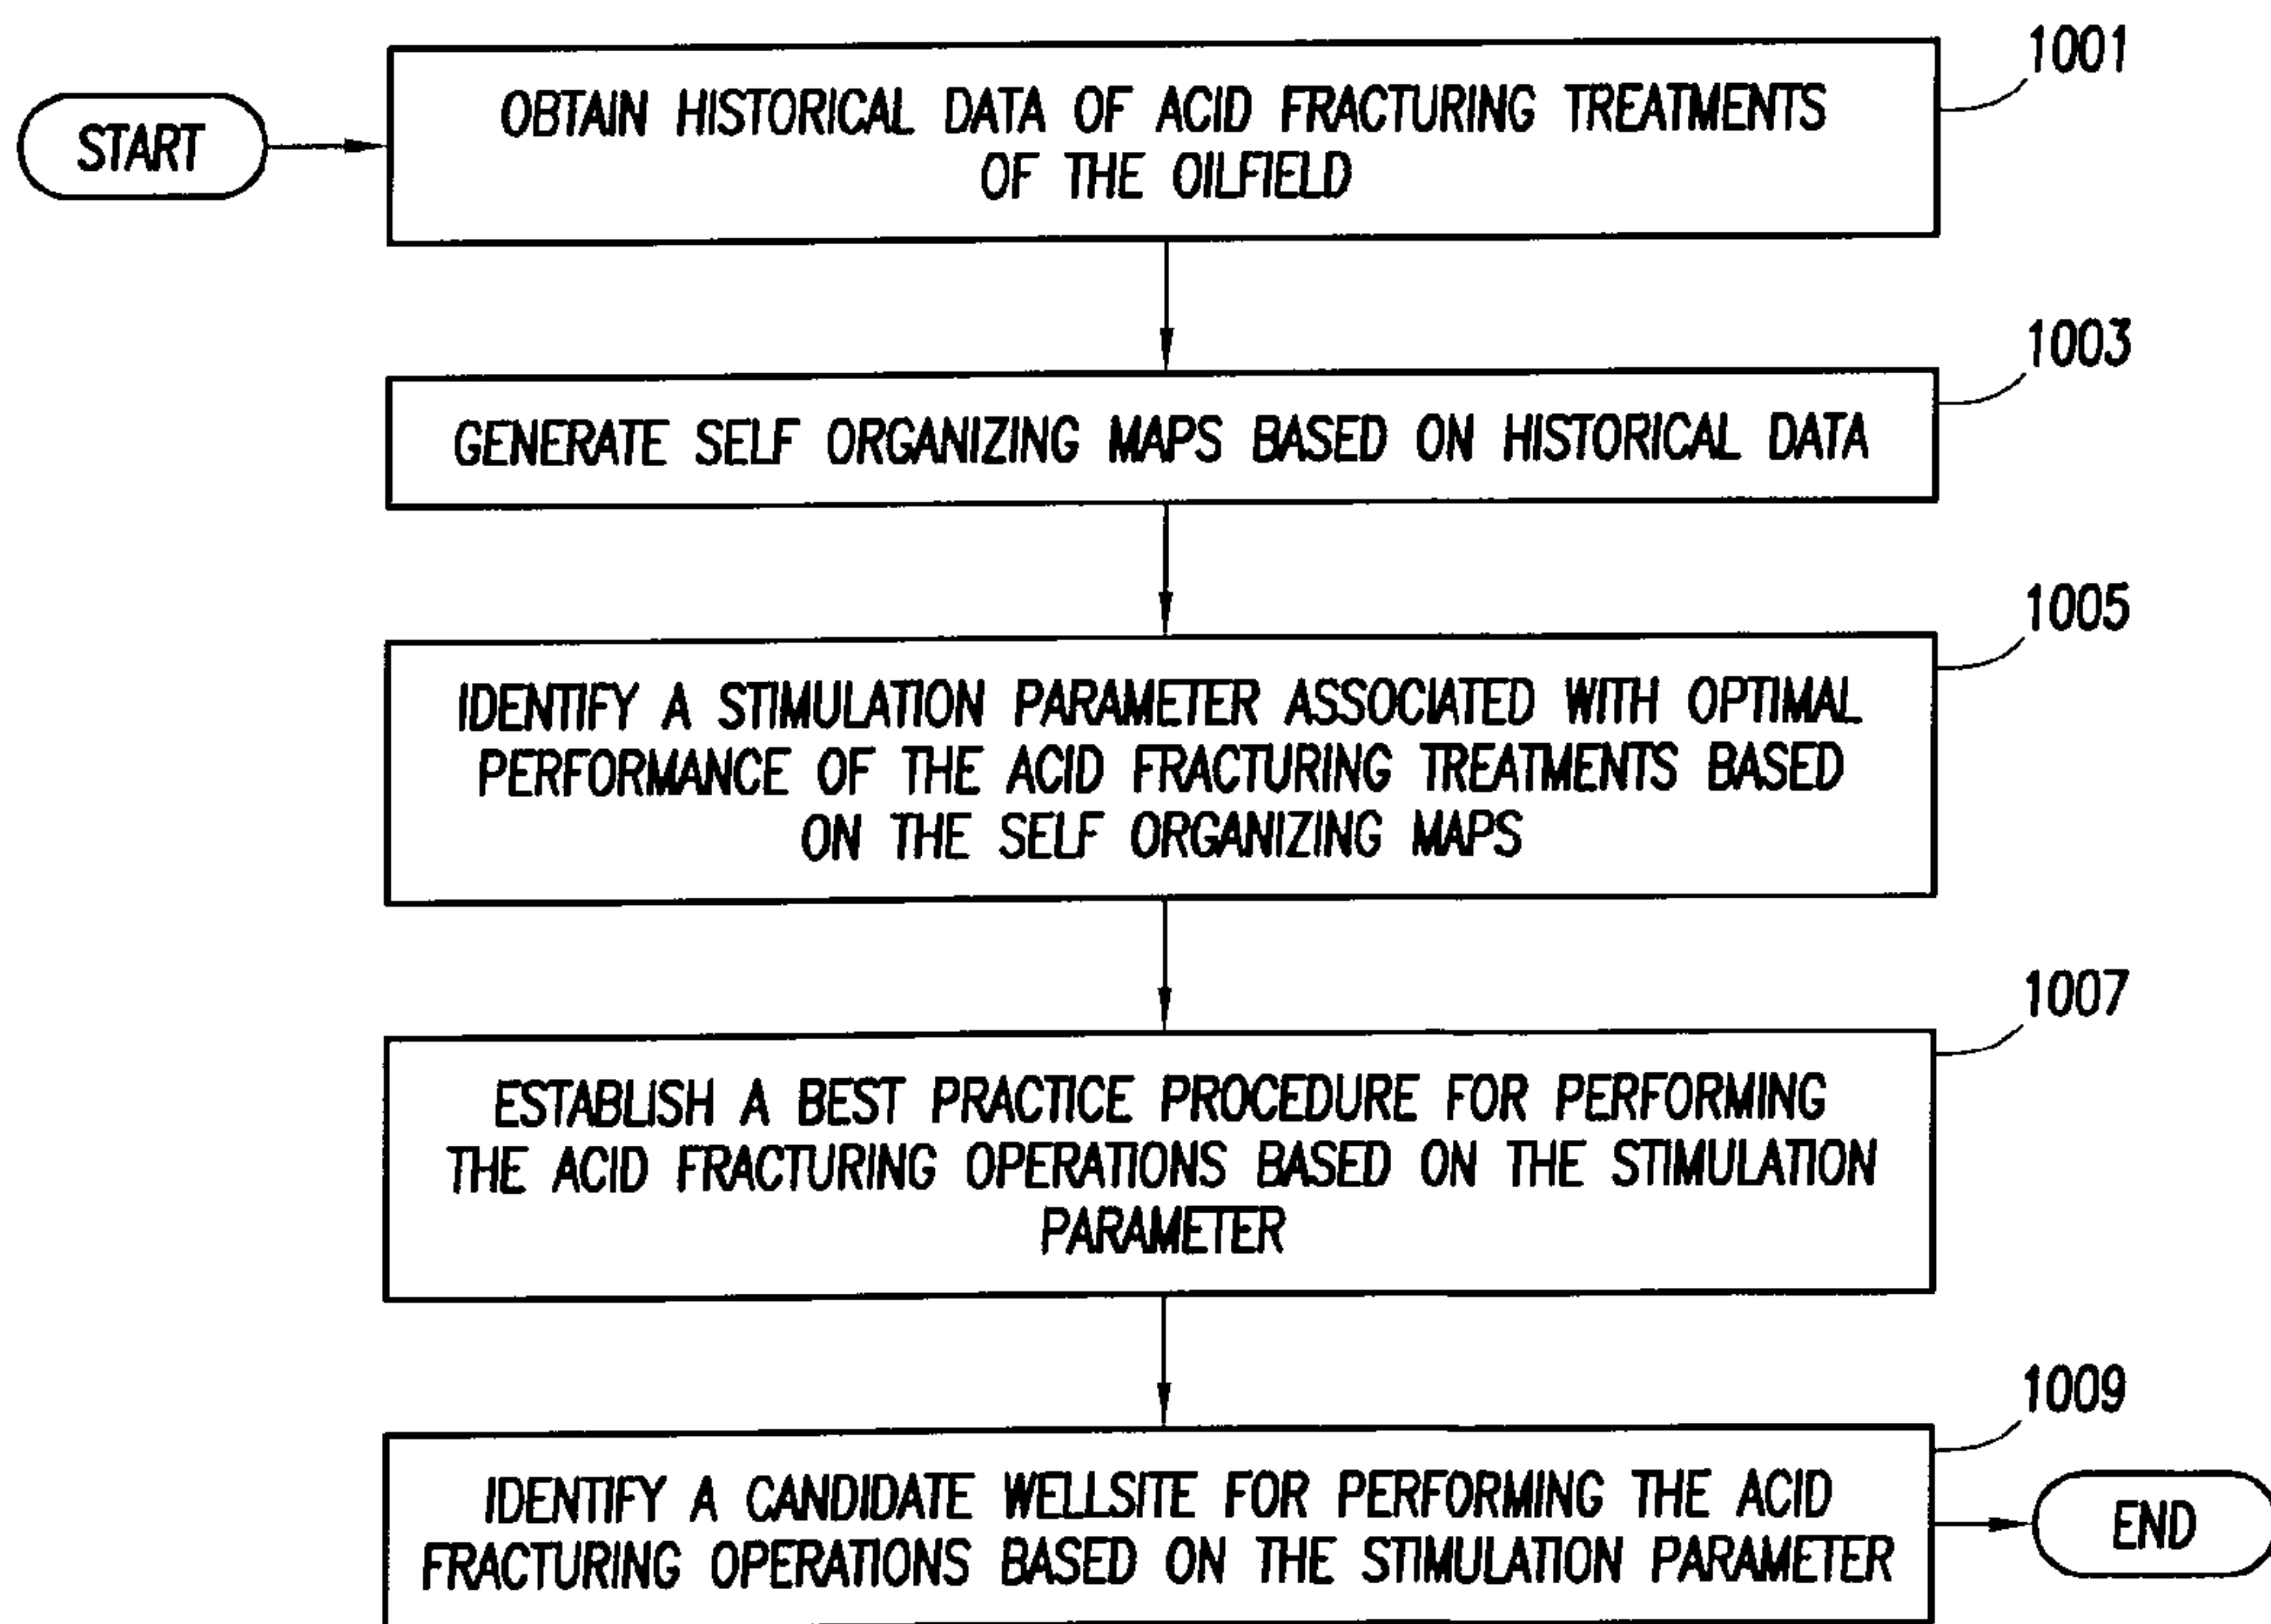 START
1001
OBTAIN HISTORICAL DATA OF ACID FRACTURING TREATMENTS
OF THE OILFIELD
1003
GENERATE SELF ORGANIZING MAPS BASED ON HISTORICAL DATA
1005
IDENTIFY A STIMULATION PARAMETER ASSOCIATED WITH OPTIMAL
PERFORMANCE OF THE ACID FRACTURING TREATMENTS BASED
ON THE SELF ORGANIZING MAPS
1007
ESTABLISH A BEST PRACTICE PROCEDURE FOR PERFORMING
THE ACID FRACTURING OPERATIONS BASED ON THE STIMULATION
PARAMETER
1009
IDENTIFY A CANDIDATE WELLSITE FOR PERFORMING THE ACID
FRACTURING OPERATIONS BASED ON THE STIMULATION PARAMETER
END